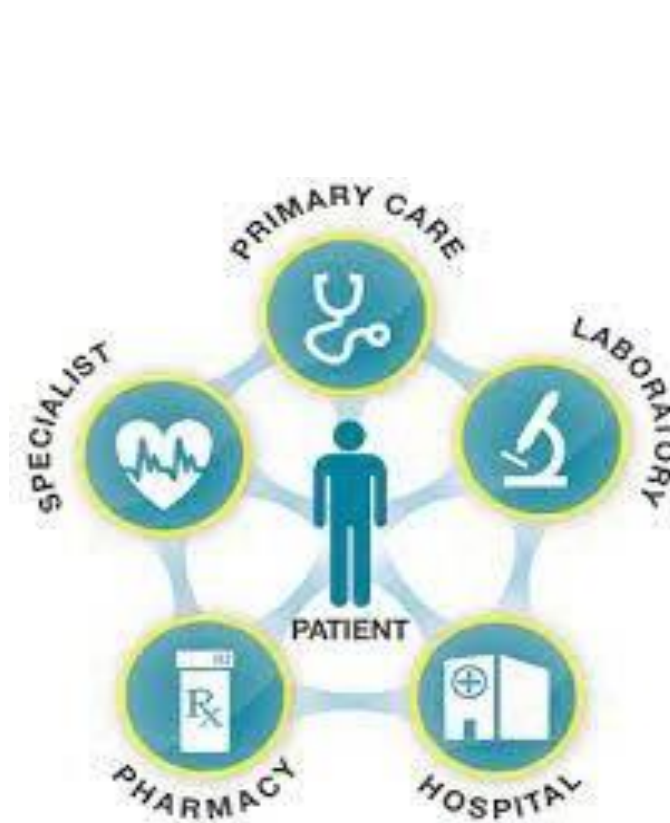 PRIMARY CARE
LABORATORY
SPECIALIST
PATIENT
Rx
PHARMACY
HOSPITAL